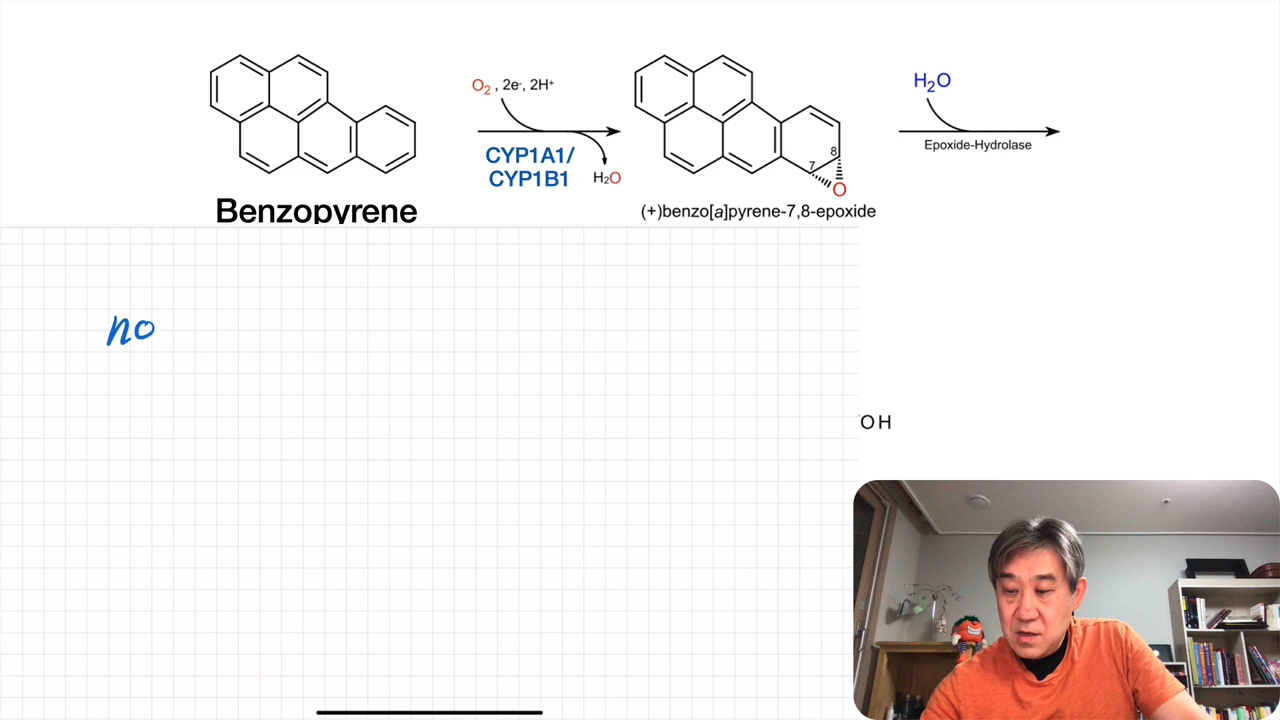 O₂ , 2e⁻, 2H⁺
CYP1A1/
CYP1B1
H₂O
Benzopyrene
7
8
O
(+)benzo[a]pyrene-7,8-epoxide
H₂O
Epoxide-Hydrolase
no
OH